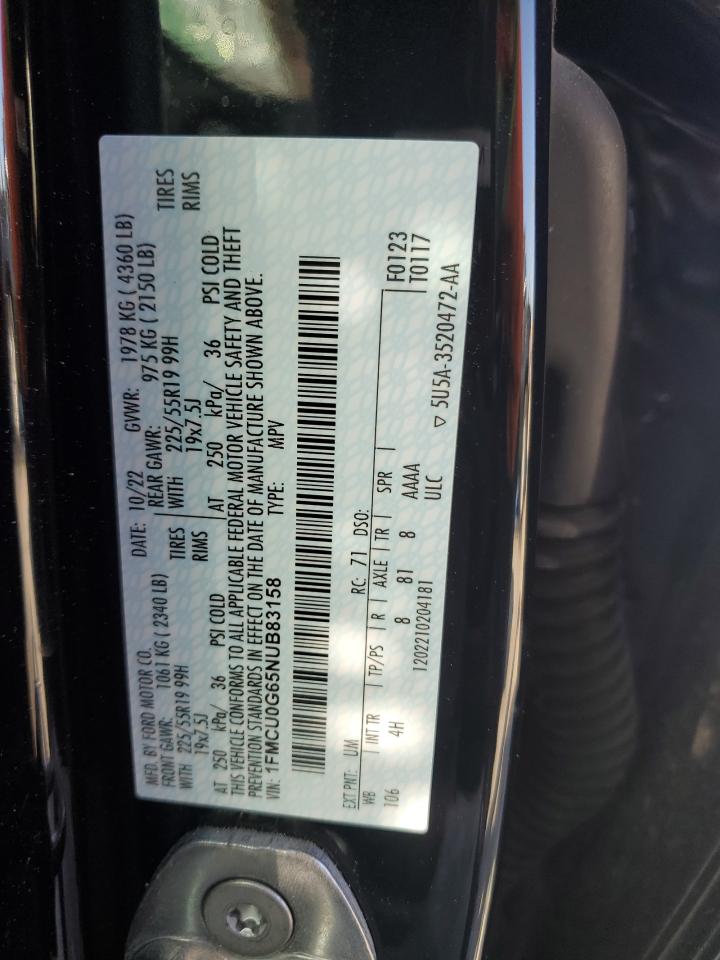 MFD. BY FORD MOTOR CO. DATE: 10/22 GVWR: 1978 KG ( 4360 LB)
FRONT GAWR: 1061 KG ( 2340 LB) REAR GAWR: 975 KG ( 2150 LB)
WITH 225/55R19 99H TIRES WITH 225/55R19 99H TIRES
19x7.5J RIMS 19x7.5J RIMS
AT 250 kPa/ 36 PSI COLD AT 250 kPa/ 36 PSI COLD
THIS VEHICLE CONFORMS TO ALL APPLICABLE FEDERAL MOTOR VEHICLE SAFETY AND THEFT
PREVENTION STANDARDS IN EFFECT ON THE DATE OF MANUFACTURE SHOWN ABOVE.
VIN: 1FMCU0G65NUB83158 TYPE: MPV
EXT PNT: UM RC: 71 DSO: F0123
WB | INT TR | TP/PS | R | AXLE | TR | SPR | T0117
106 4H 8 81 8 AAAA
1202210204181 ULC
▽ 5U5A-3520472-AA